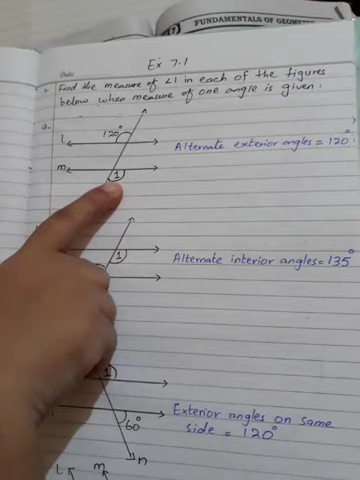 FUNDAMENTALS OF GEOMET
Date
Ex 7.1
1. Find the measure of ∠1 in each of the figures
below when measure of one angle is given:
a.
120°
l
Alternate exterior angles = 120°
m
1
1
Alternate interior angles = 135°
1
Exterior angles on same
side = 120°
60°
n
l m